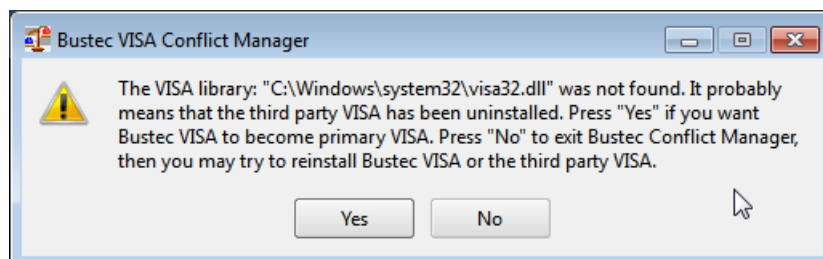 Bustec VISA Conflict Manager
The VISA library: "C:\Windows\system32\visa32.dll" was not found. It probably
means that the third party VISA has been uninstalled. Press "Yes" if you want
Bustec VISA to become primary VISA. Press "No" to exit Bustec Conflict Manager,
then you may try to reinstall Bustec VISA or the third party VISA.
Yes
No